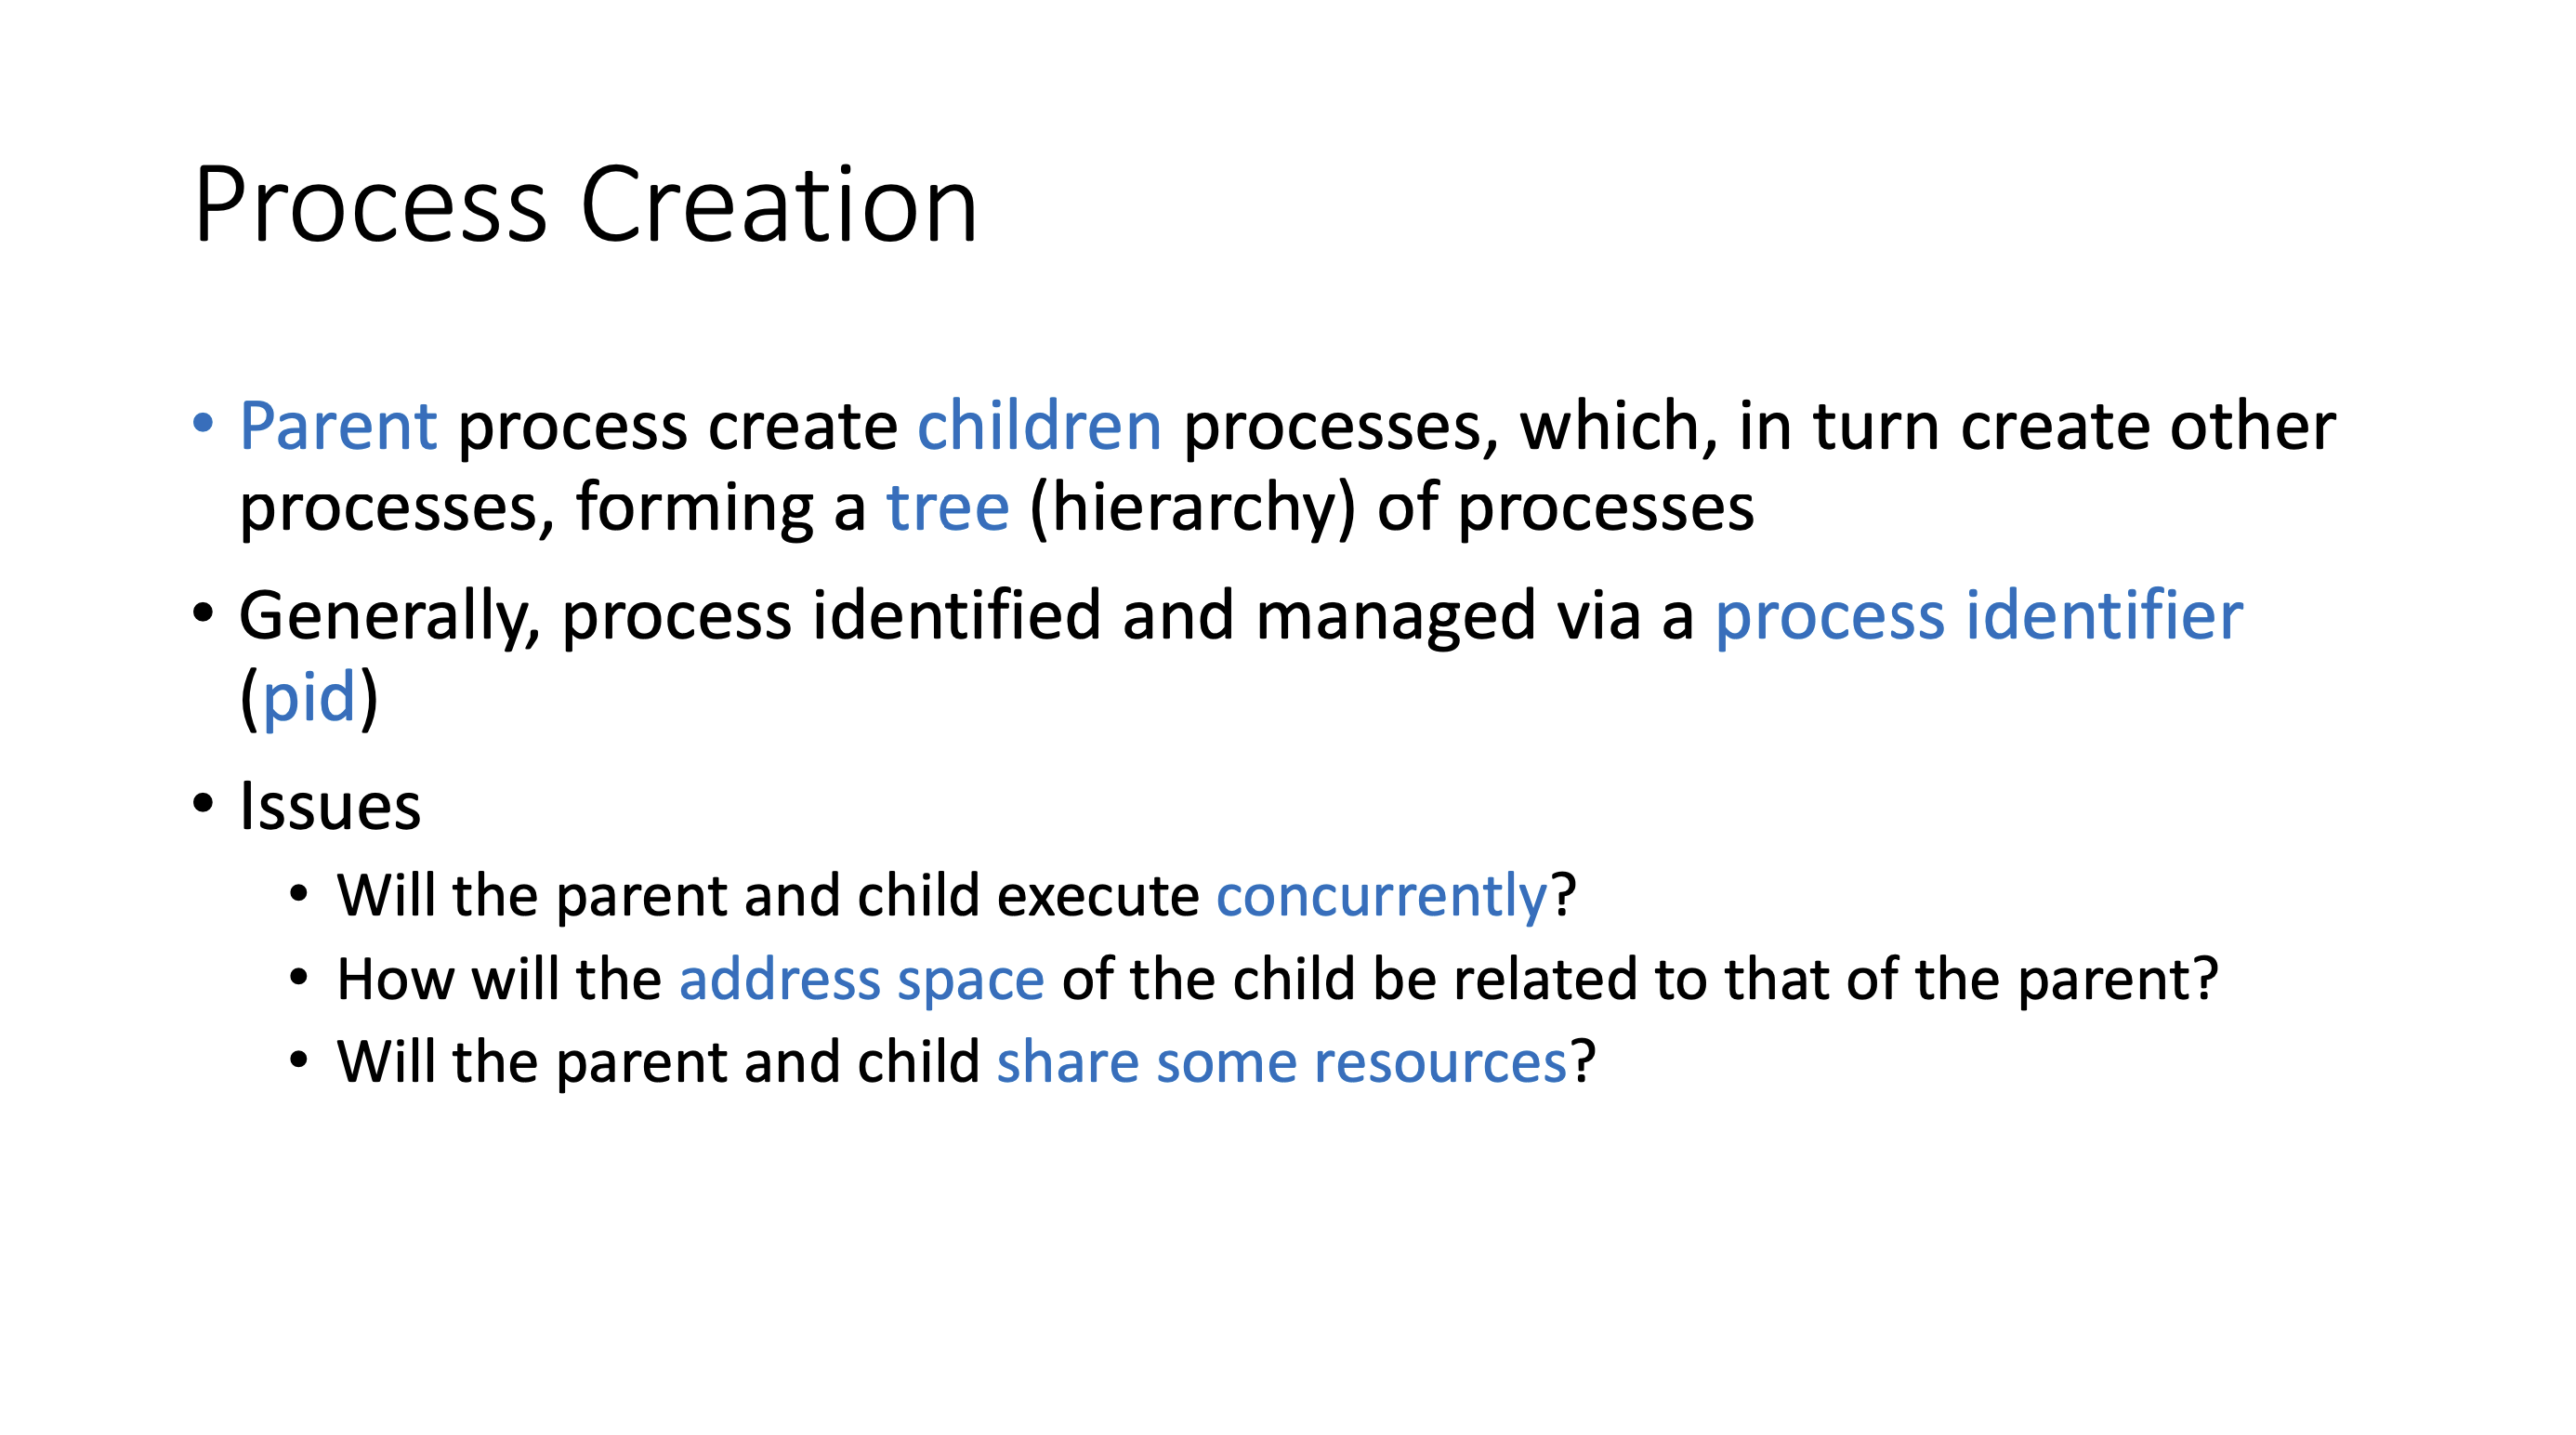 Process Creation
• Parent process create children processes, which, in turn create other
processes, forming a tree (hierarchy) of processes
• Generally, process identified and managed via a process identifier
(pid)
• Issues
• Will the parent and child execute concurrently?
• How will the address space of the child be related to that of the parent?
• Will the parent and child share some resources?